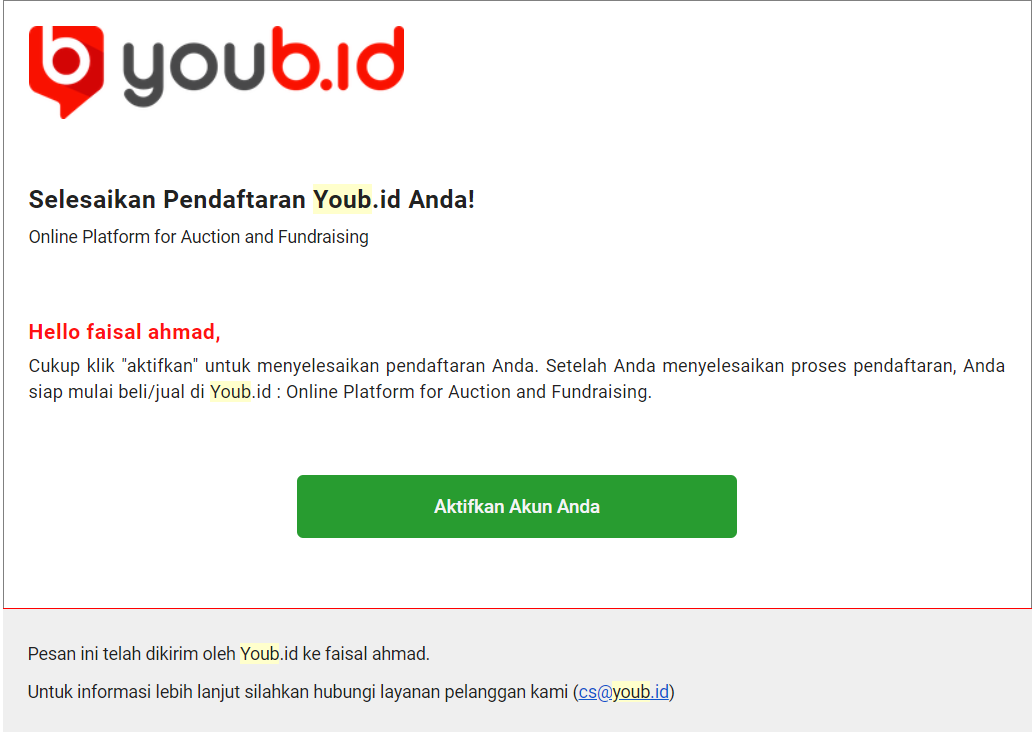 youb.id
Selesaikan Pendaftaran Youb.id Anda!
Online Platform for Auction and Fundraising
Hello faisal ahmad,
Cukup klik "aktifkan" untuk menyelesaikan pendaftaran Anda. Setelah Anda menyelesaikan proses pendaftaran, Anda
siap mulai beli/jual di Youb.id : Online Platform for Auction and Fundraising.
Aktifkan Akun Anda
Pesan ini telah dikirim oleh Youb.id ke faisal ahmad.
Untuk informasi lebih lanjut silahkan hubungi layanan pelanggan kami (cs@youb.id)